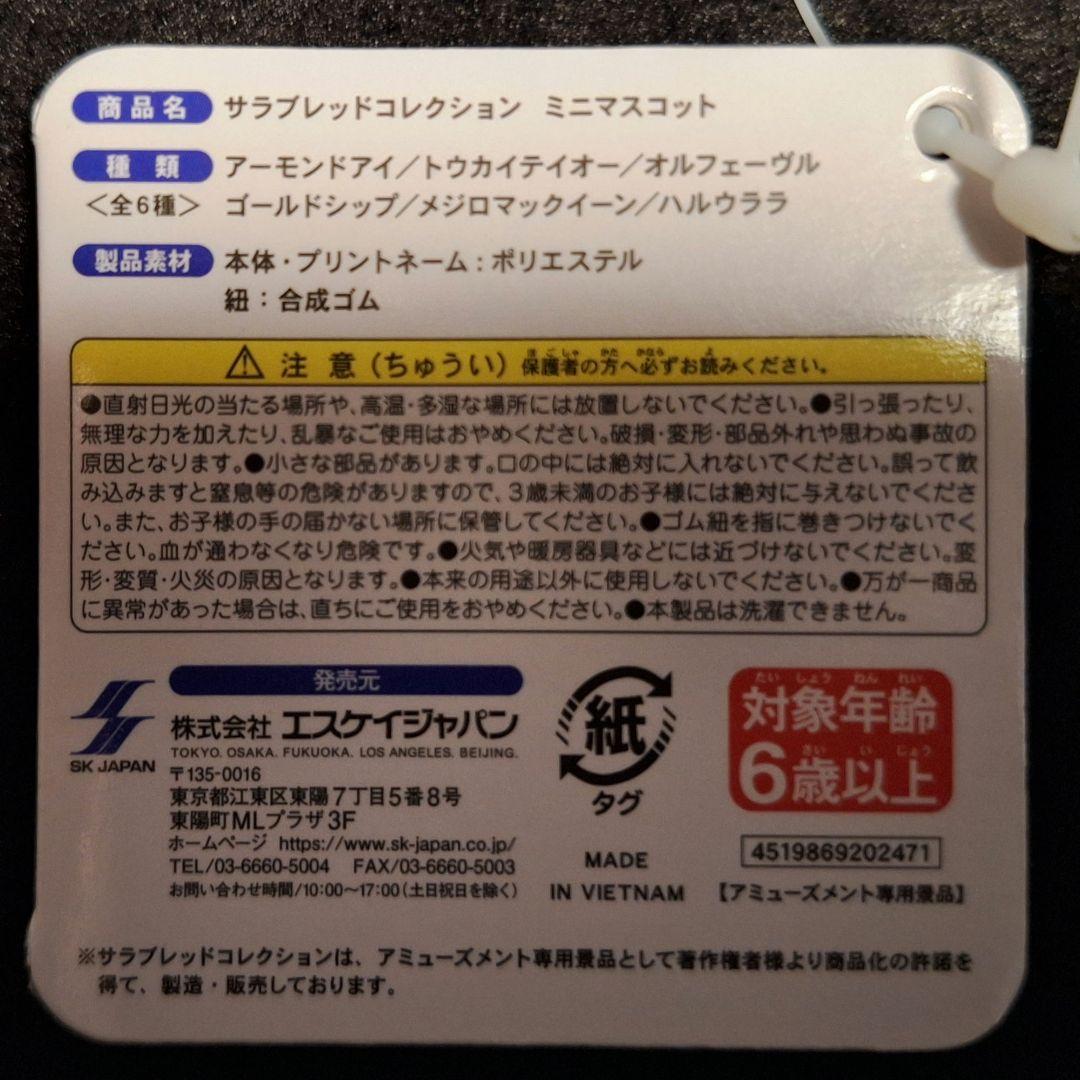 商品名 サラブレッドコレクション ミニマスコット
種類 アーモンドアイ／トウカイテイオー／オルフェーヴル
＜全6種＞ ゴールドシップ／メジロマックイーン／ハルウララ
製品素材 本体・プリントネーム：ポリエステル
紐：合成ゴム
⚠ 注意（ちゅうい）保護者の方へ必ずお読みください。
●直射日光の当たる場所や、高温・多湿な場所には放置しないでください。●引っ張ったり、
無理な力を加えたり、乱暴なご使用はおやめください。破損・変形・部品外れや思わぬ事故の
原因となります。●小さな部品があります。口の中には絶対に入れないでください。誤って飲
み込みますと窒息等の危険がありますので、3歳未満のお子様には絶対に与えないでくださ
い。また、お子様の手の届かない場所に保管してください。●ゴム紐を指に巻きつけないでく
ださい。血が通わなくなり危険です。●火気や暖房器具などには近づけないでください。変
形・変質・火災の原因となります。●本来の用途以外に使用しないでください。●万が一商品
に異常があった場合は、直ちにご使用をおやめください。●本製品は洗濯できません。
SK JAPAN
発売元
株式会社 エスケイジャパン
TOKYO. OSAKA. FUKUOKA. LOS ANGELES. BEIJING.
〒135-0016
東京都江東区東陽7丁目5番8号
東陽町MLプラザ3F
ホームページ https://www.sk-japan.co.jp/
TEL/03-6660-5004 FAX/03-6660-5003
お問い合わせ時間/10:00〜17:00（土日祝日を除く）
紙
タグ
MADE
IN VIETNAM
たいしょうねんれい
対象年齢
さいいじょう
6歳以上
4519869202471
【アミューズメント専用景品】
※サラブレッドコレクションは、アミューズメント専用景品として著作権者様より商品化の許諾を
得て、製造・販売しております。